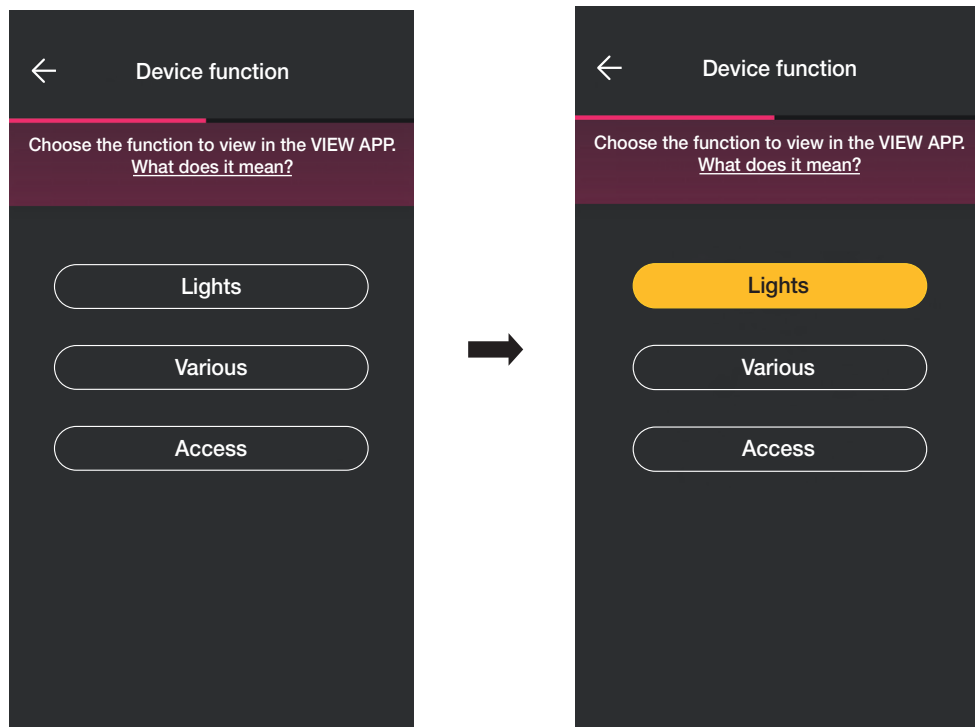 Device function
Choose the function to view in the VIEW APP.
What does it mean?
Lights
Various
Access
Device function
Choose the function to view in the VIEW APP.
What does it mean?
Lights
Various
Access